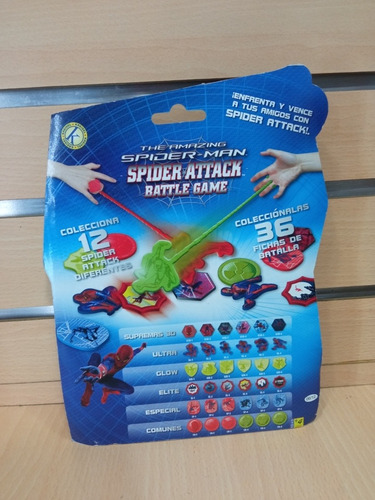 ¡ENFRENTA Y VENCE
A TUS AMIGOS CON
SPIDER ATTACK!
THE AMAZING
SPIDER-MAN
SPIDER ATTACK
BATTLE GAME
COLECCIONA
12
SPIDER
ATTACK
DIFERENTES
COLECCIÓNALAS
36
FICHAS DE
BATALLA
SUPREMAS 3D
ULTRA
GLOW
ELITE
ESPECIAL
COMUNES